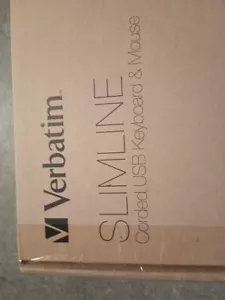 Verbatim
SLIMLINE
Corded USB Keyboard & Mouse